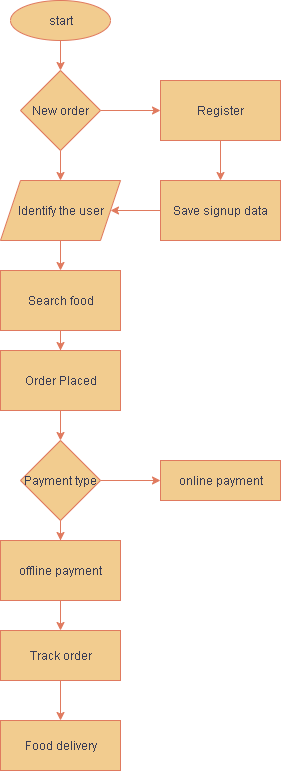 start
New order
Register
Identify the user
Save signup data
Search food
Order Placed
Payment type
online payment
offline payment
Track order
Food delivery